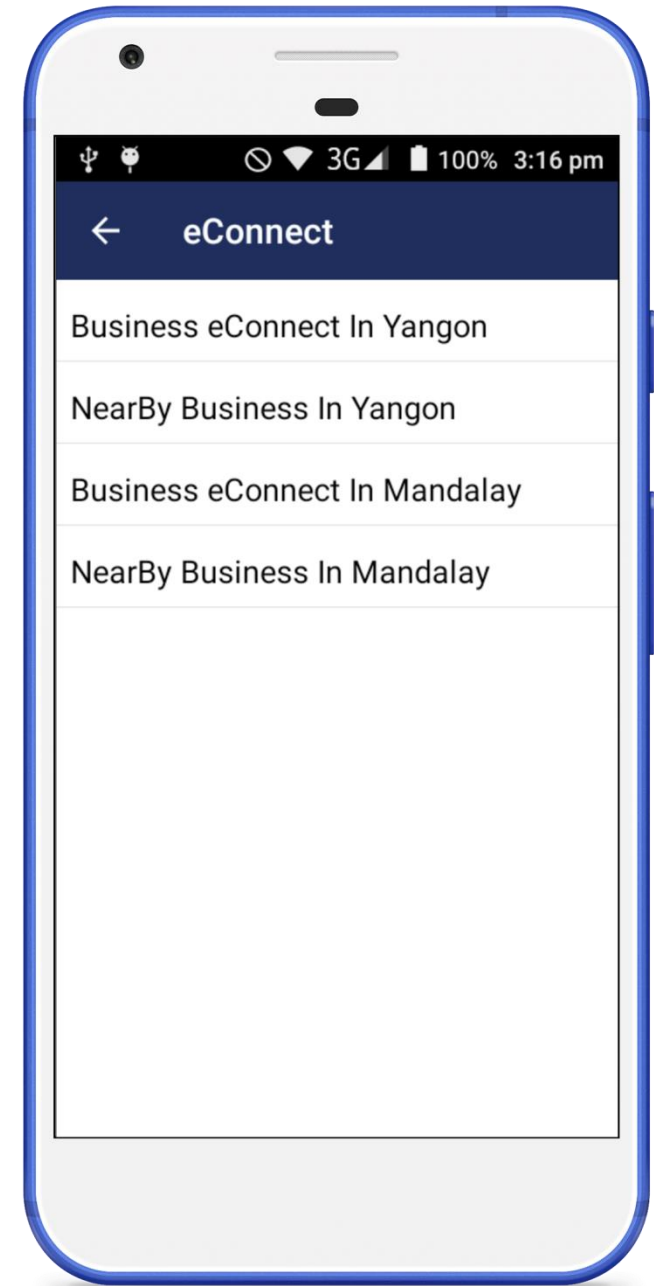 3G 100% 3:16 pm
eConnect
Business eConnect In Yangon
NearBy Business In Yangon
Business eConnect In Mandalay
NearBy Business In Mandalay